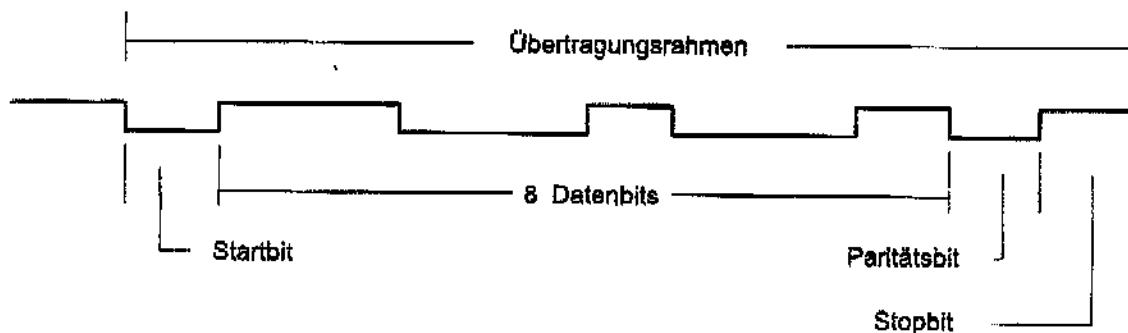 Übertragungsrahmen
8 Datenbits
Startbit
Paritätsbit
Stopbit